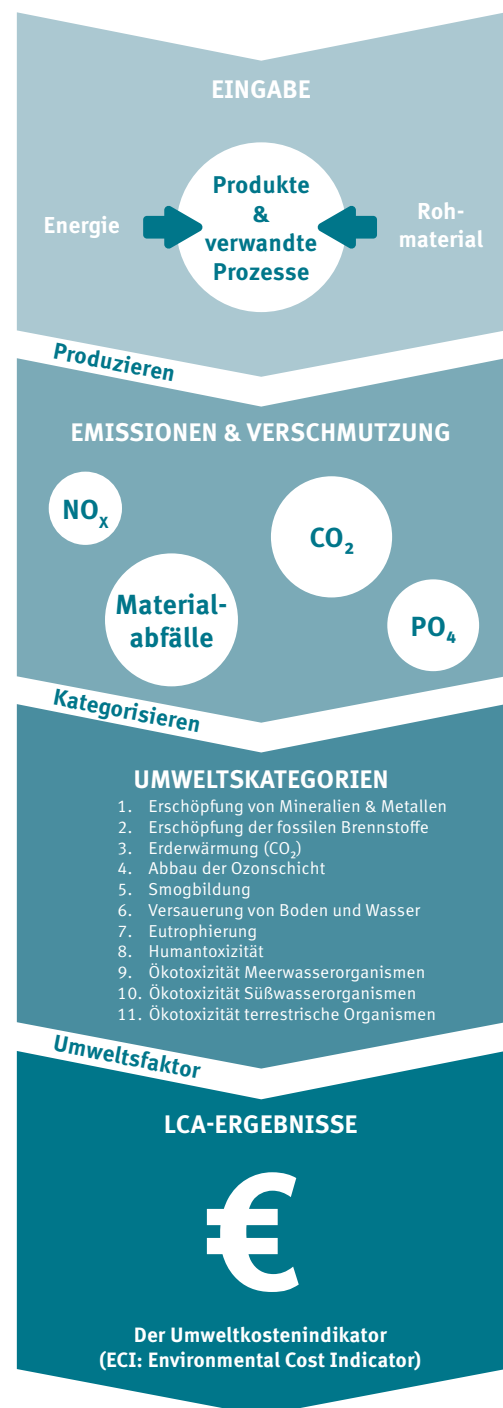 EINGABE
Energie
Produkte
&
verwandte
Prozesse
Roh-
material
Produzieren
EMISSIONEN & VERSCHMUTZUNG
NOₓ
CO₂
Material-
abfälle
PO₄
Kategorisieren
UMWELTSKATEGORIEN
1. Erschöpfung von Mineralien & Metallen
2. Erschöpfung der fossilen Brennstoffe
3. Erderwärmung (CO₂)
4. Abbau der Ozonschicht
5. Smogbildung
6. Versauerung von Boden und Wasser
7. Eutrophierung
8. Humantoxizität
9. Ökotoxizität Meerwasserorganismen
10. Ökotoxizität Süßwasserorganismen
11. Ökotoxizität terrestrische Organismen
Umweltsfaktor
LCA-ERGEBNISSE
€
Der Umweltkostenindikator
(ECI: Environmental Cost Indicator)